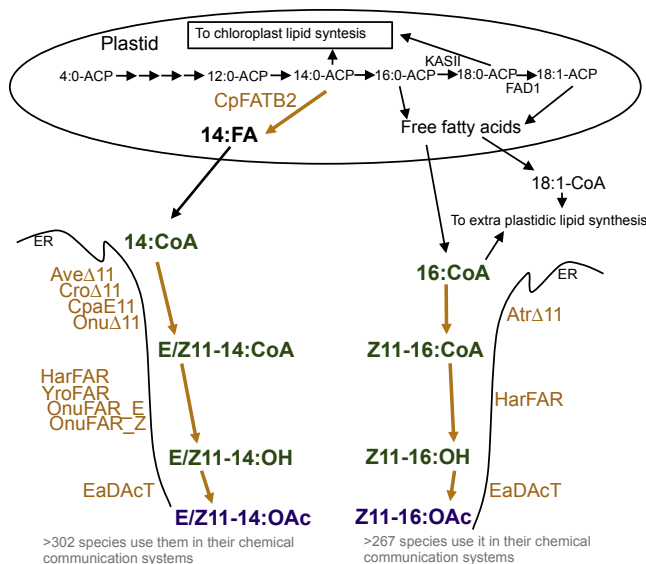 Plastid
To chloroplast lipid syntesis
4:0-ACP
12:0-ACP
14:0-ACP
16:0-ACP
KASII
18:0-ACP
FAD1
18:1-ACP
CpFATB2
14:FA
Free fatty acids
18:1-CoA
To extra plastidic lipid synthesis
ER
14:CoA
AveΔ11
CroΔ11
CpaE11
OnuΔ11
E/Z11-14:CoA
HarFAR
YroFAR
OnuFAR_E
OnuFAR_Z
E/Z11-14:OH
EaDAcT
E/Z11-14:OAc
>302 species use them in their chemical
communication systems
16:CoA
ER
AtrΔ11
Z11-16:CoA
HarFAR
Z11-16:OH
EaDAcT
Z11-16:OAc
>267 species use it in their chemical
communication systems